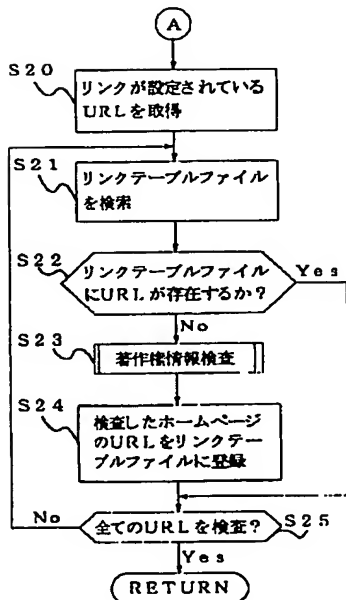 A
S20
リンクが設定されている
URLを取得
S21
リンクテーブルファイル
を検索
S22
リンクテーブルファイル
にURLが存在するか?
Yes
No
S23
著作権情報検査
S24
検査したホームページ
のURLをリンクテー
ブルファイルに登録
No
全てのURLを検査?
S25
Yes
RETURN